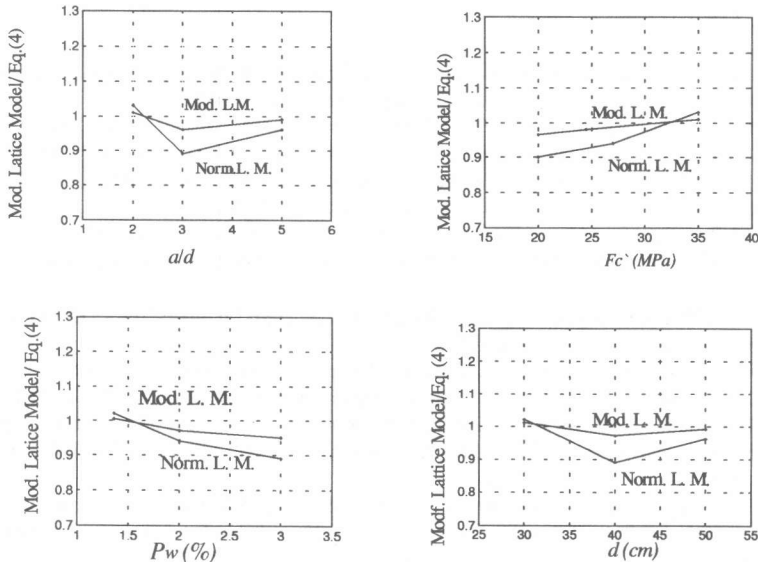 Mod. Latice Model/ Eq.(4)
1.3
1.2
1.1
1
0.9
0.8
0.7
Mod. L.M.
Norm.L. M.
1 2 3 4 5 6
a/d
Mod. Latice Model/ Eq.(4)
1.3
1.2
1.1
1
0.9
0.8
0.7
Mod. L. M.
Norm. L. M.
15 20 25 30 35 40
Fc` (MPa)
Mod. Latice Model/ Eq.(4)
1.3
1.2
1.1
1
0.9
0.8
0.7
Mod. L. M.
Norm. L. M.
1 1.5 2 2.5 3 3.5
Pw (%)
Modf. Lattice Model/Eq. (4)
1.3
1.2
1.1
1
0.9
0.8
0.7
Mod. L. M.
Norm. L. M.
25 30 35 40 45 50 55
d (cm)